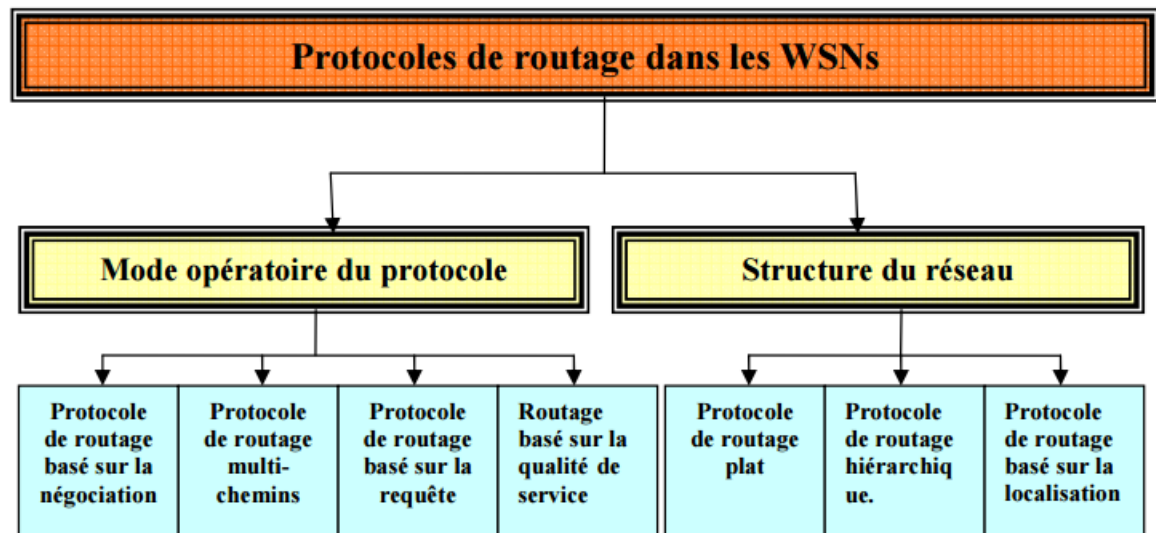 Protocoles de routage dans les WSNs
Mode opératoire du protocole
Structure du réseau
Protocole
de routage
basé sur la
négociation
Protocole
de routage
multi-
chemins
Protocole
de routage
basé sur la
requête
Routage
basé sur la
qualité de
service
Protocole
de routage
plat
Protocole
de routage
hiérarchiq
ue.
Protocole
de routage
basé sur la
localisation